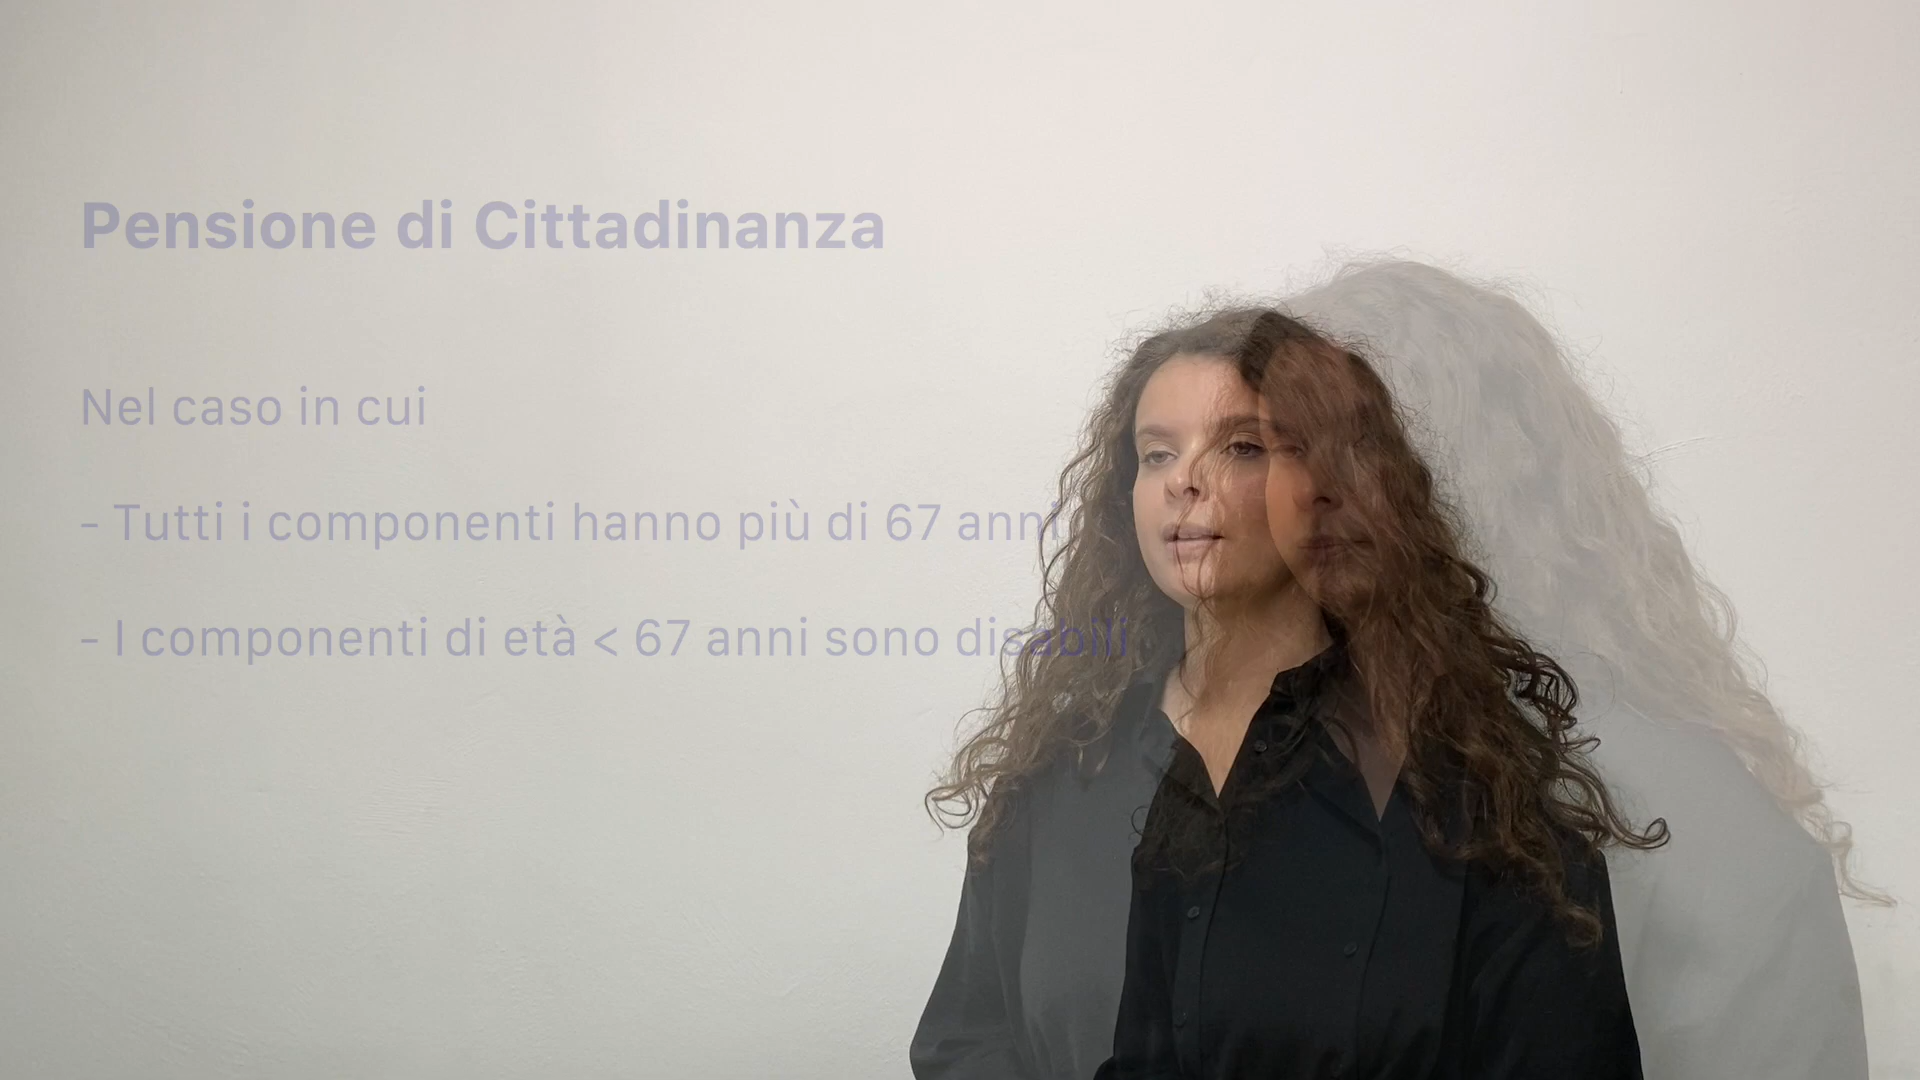 Pensione di Cittadinanza
Nel caso in cui
- Tutti i componenti hanno più di 67 anni
- I componenti di età < 67 anni sono disabili